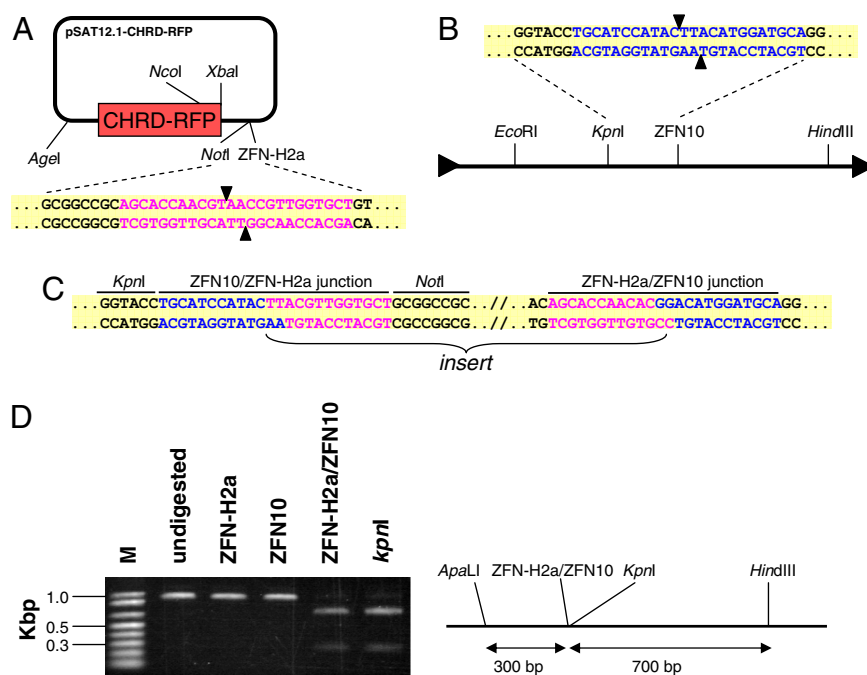 A
pSAT12.1-CHRD-RFP
NcoI
XbaI
CHRD-RFP
AgeI
NotI
ZFN-H2a
...GCGGCCGCAGCACCAACGTAACCGTTGGTGCTGT...
...CGCCGGCGTCGTGGTTGCATTGGCAACCACGACA...
B
...GGTACCTGCATCCATACTTACATGGATGCAGG...
...CCATGGACGTAGGTATGAATGTACCTACGTCC...
EcoRI
KpnI
ZFN10
HindIII
C
KpnI
ZFN10/ZFN-H2a junction
NotI
ZFN-H2a/ZFN10 junction
...GGTACCTGCATCCATACTTACGTTGGTGCTGCGGCCGC...//...ACAGCACCAACACGGACATGGATGCAGG...
...CCATGGACGTAGGTATGAATGTACCTACGTCGCCGGCG...//...TGTCGTGGTTGTGCCTGTACCTACGTCC...
insert
D
M
undigested
ZFN-H2a
ZFN10
ZFN-H2a/ZFN10
kpnI
Kbp
1.0
0.5
0.3
ApaLI
ZFN-H2a/ZFN10
KpnI
HindIII
300 bp
700 bp